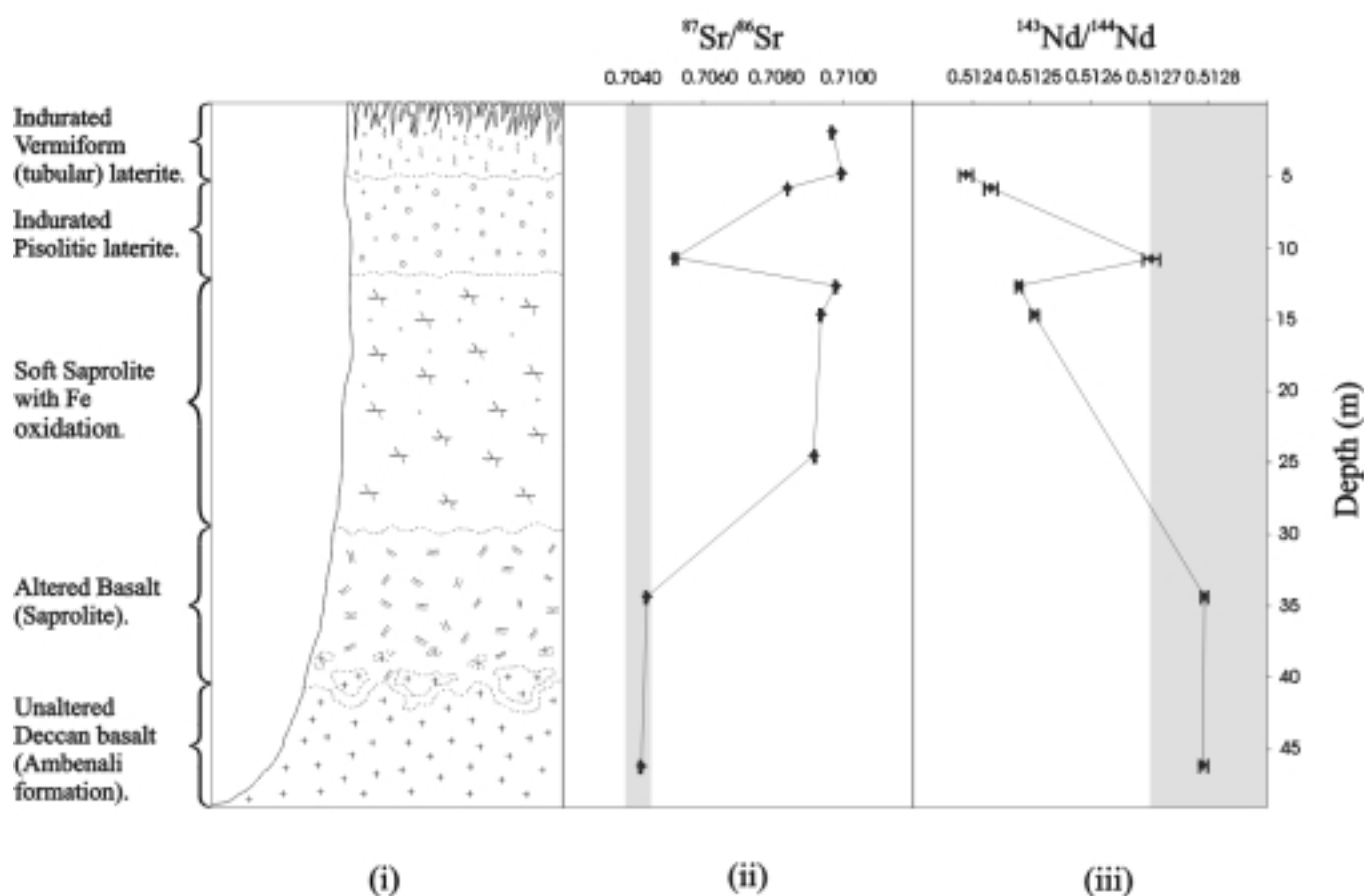 ⁸⁷Sr/⁸⁶Sr
¹⁴³Nd/¹⁴⁴Nd
0.7040 0.7060 0.7080 0.7100
0.5124 0.5125 0.5126 0.5127 0.5128
Indurated
Vermiform
(tubular) laterite.
Indurated
Pisolitic laterite.
Soft Saprolite
with Fe
oxidation.
Altered Basalt
(Saprolite).
Unaltered
Deccan basalt
(Ambenali
formation).
5
10
15
20
25
30
35
40
45
Depth (m)
(i)
(ii)
(iii)